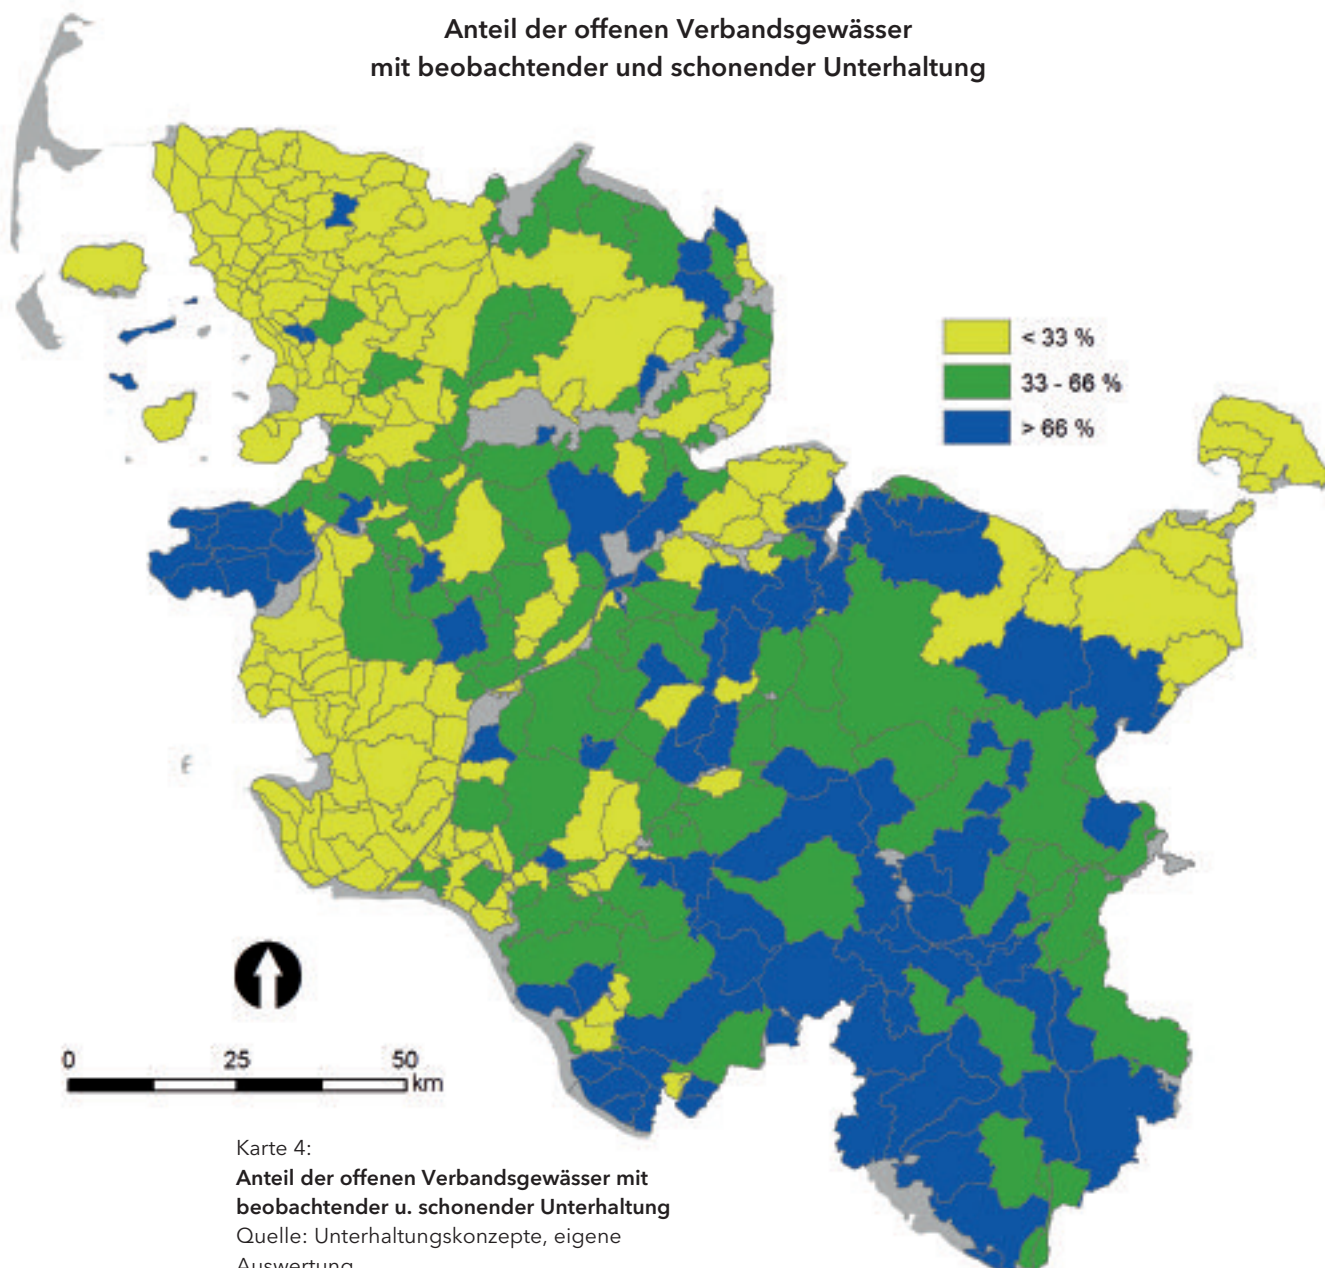 Anteil der offenen Verbandsgewässer
mit beobachtender und schonender Unterhaltung
< 33 %
33 - 66 %
> 66 %
0 25 50
km
Karte 4:
Anteil der offenen Verbandsgewässer mit
beobachtender u. schonender Unterhaltung
Quelle: Unterhaltungskonzepte, eigene
Auswertung